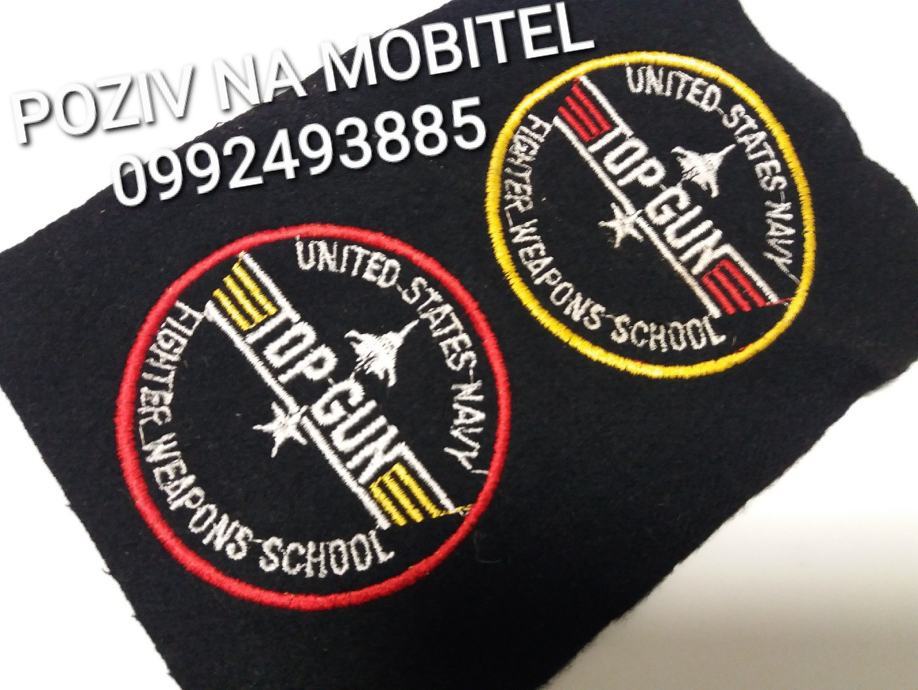 POZIV NA MOBITEL
0992493885
UNITED-STATES-NAVY
TOP-GUN
FIGHTER-WEAPONS-SCHOOL
UNITED-STATES-NAVY
TOP-GUN
FIGHTER-WEAPONS-SCHOOL